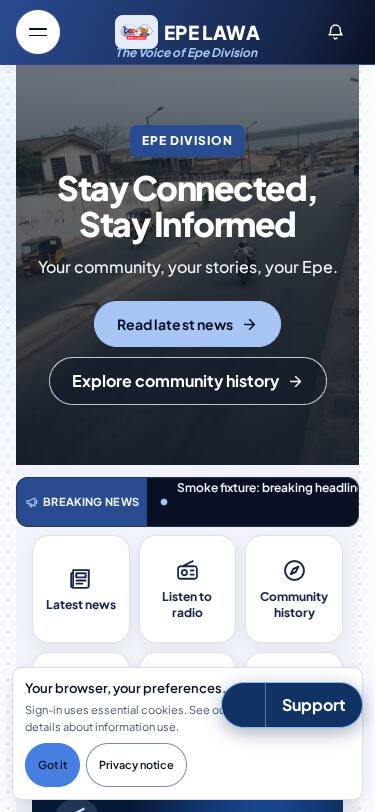 EPE LAWA
The Voice of Epe Division
EPE DIVISION
Stay Connected,
Stay Informed
Your community, your stories, your Epe.
Read latest news →
Explore community history →
BREAKING NEWS
Smoke fixture: breaking headlin
Latest news
Listen to
radio
Community
history
Your browser, your preferences.
Sign-in uses essential cookies. See ou
details about information use.
Got it
Privacy notice
Support